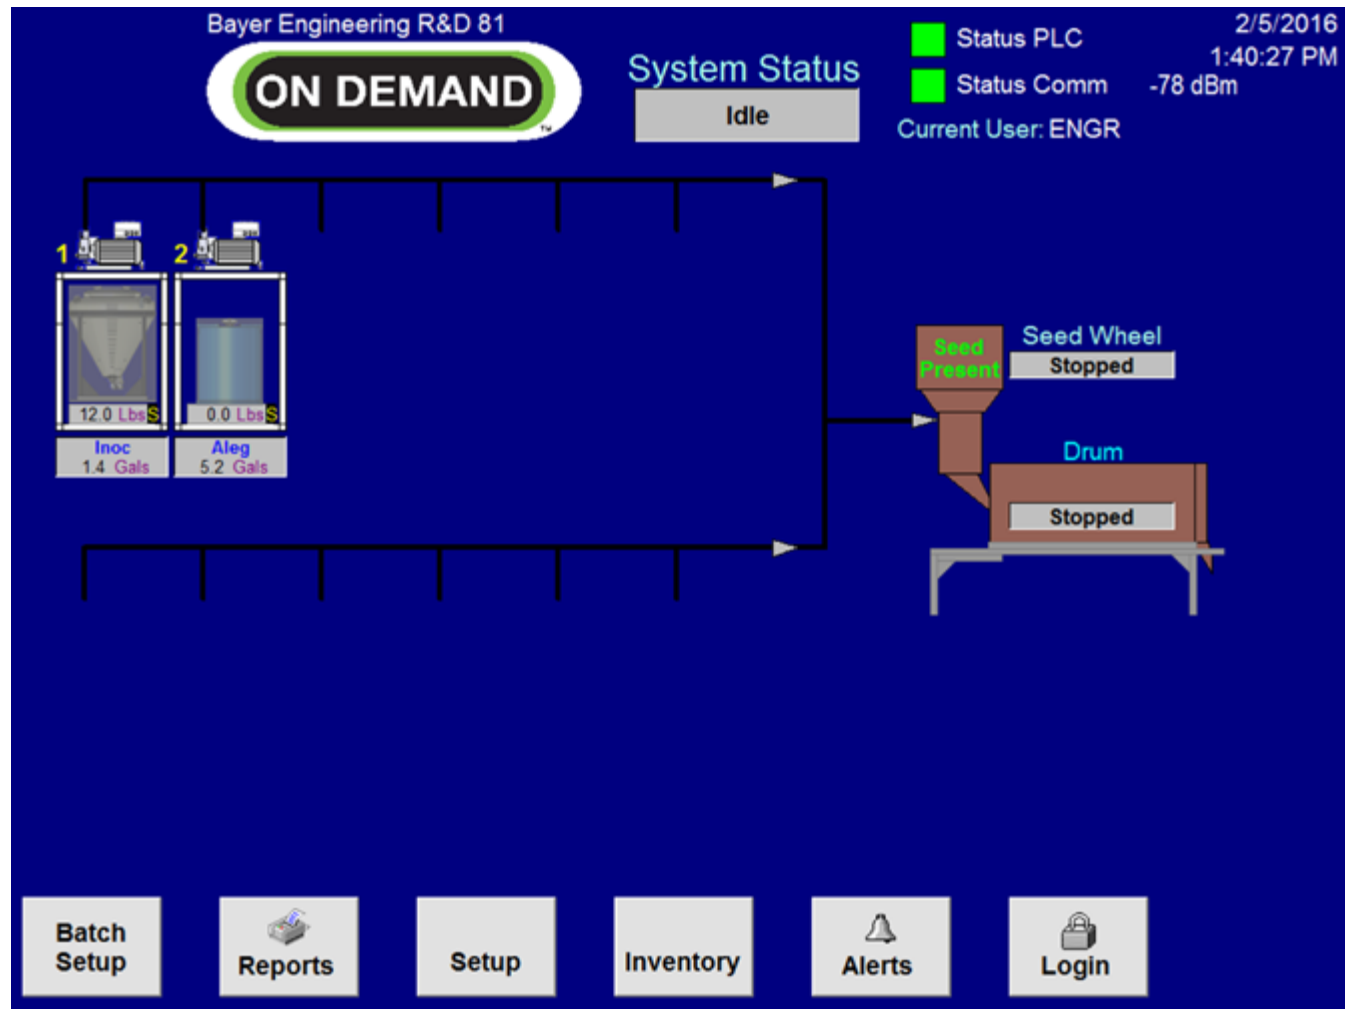 Bayer Engineering R&D 81
ON DEMAND
™
System Status
Idle
Status PLC
Status Comm
-78 dBm
Current User: ENGR
2/5/2016
1:40:27 PM
1
2
12.0 Lbs S
0.0 Lbs S
Inoc
1.4 Gals
Aleg
5.2 Gals
Seed
Present
Seed Wheel
Stopped
Drum
Stopped
Batch
Setup
Reports
Setup
Inventory
Alerts
Login